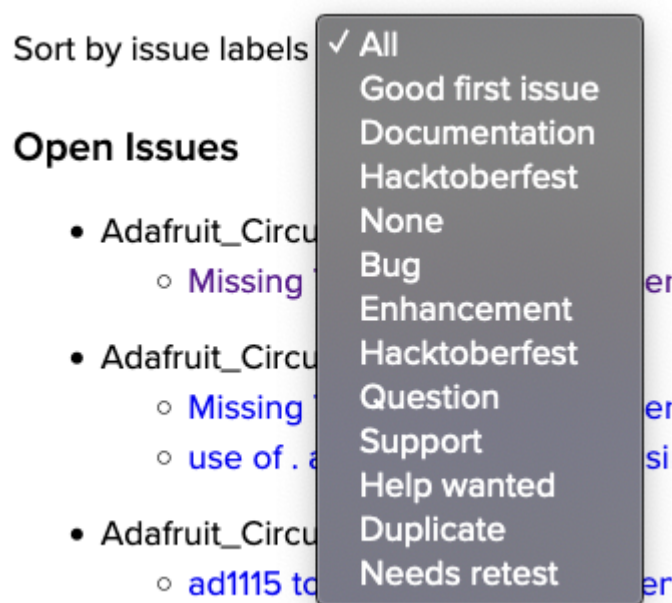 Sort by issue labels ✓ All
Good first issue
Documentation
Hacktoberfest
None
Bug
Enhancement
Hacktoberfest
Question
Support
Help wanted
Duplicate
Needs retest
Open Issues
Adafruit_Circu
Missing
Adafruit_Circu
Missing
use of . si
Adafruit_Circu
ad1115 to